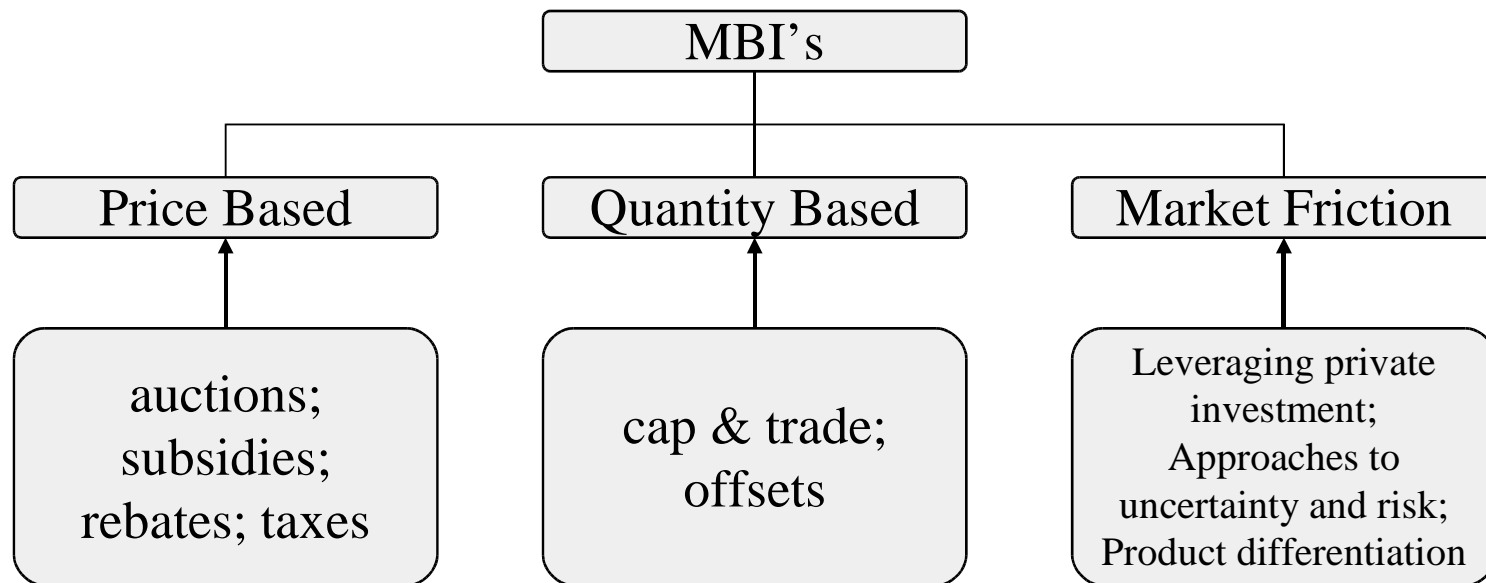 MBI’s
Price Based
Quantity Based
Market Friction
auctions;
subsidies;
rebates; taxes
cap & trade;
offsets
Leveraging private
investment;
Approaches to
uncertainty and risk;
Product differentiation